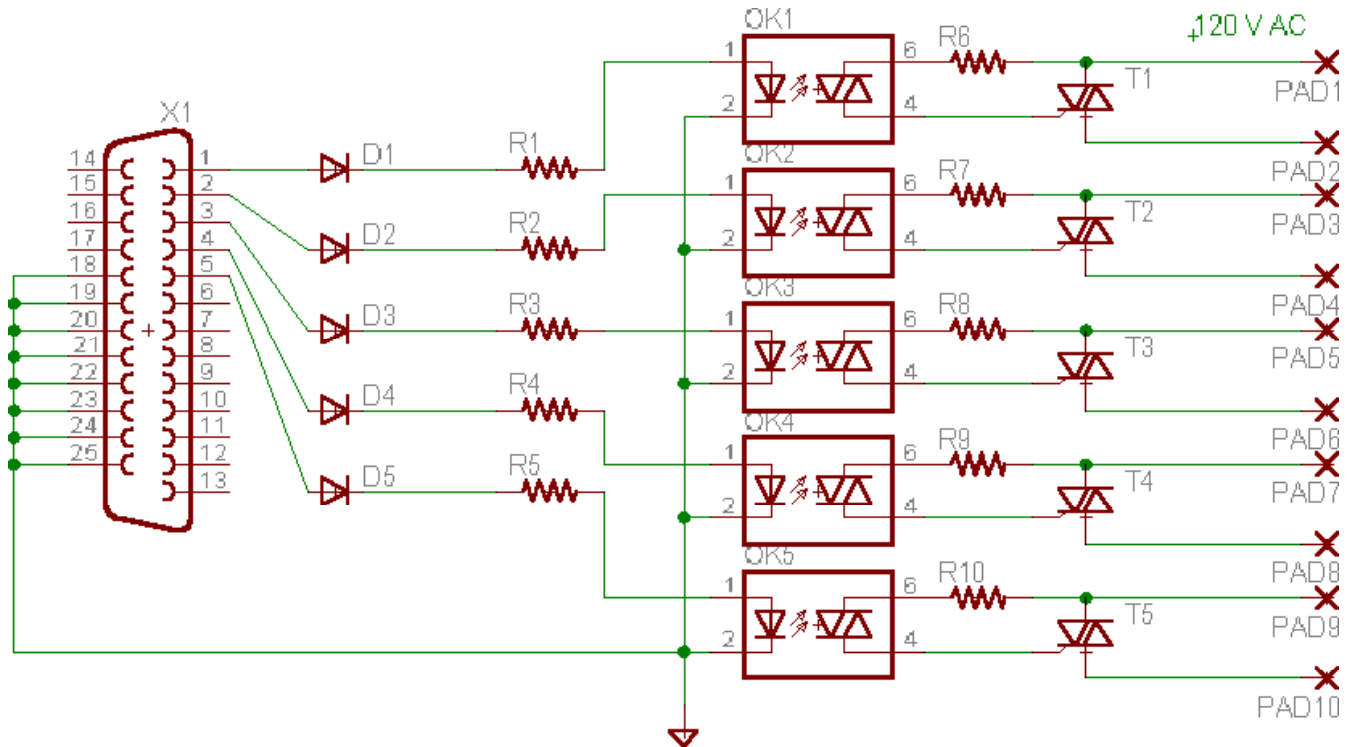 OK1
+120 V AC
1
6
R6
T1
PAD1
2
4
X1
PAD2
14
1
D1
R1
OK2
15
2
1
6
R7
T2
PAD3
16
3
D2
R2
2
4
17
4
PAD4
18
5
OK3
19
6
D3
R3
1
6
R8
T3
PAD5
20
7
21
8
22
9
D4
R4
2
4
23
10
OK4
PAD6
24
11
1
6
R9
T4
PAD7
25
12
D5
R5
13
2
4
OK5
PAD8
1
6
R10
T5
PAD9
2
4
PAD10